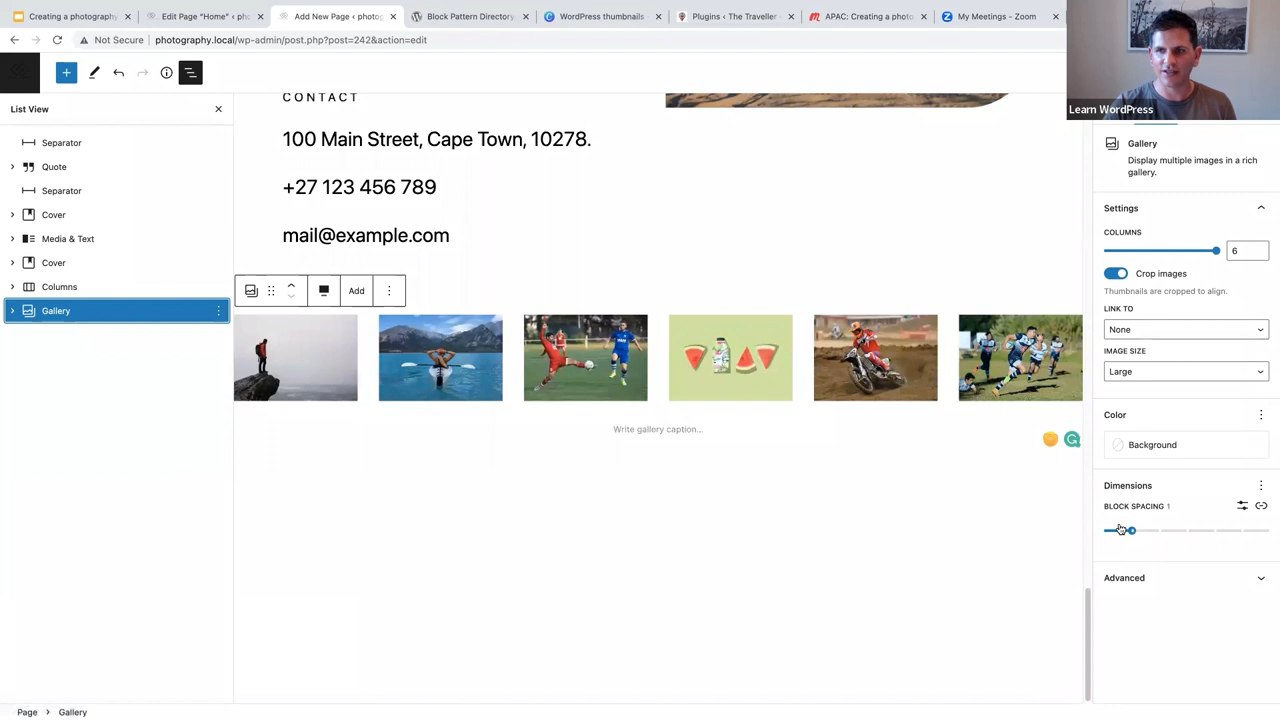 Creating a photography
Edit Page "Home" ‹ pho
Add New Page ‹ photog
Block Pattern Directory
WordPress thumbnails
Plugins ‹ The Traveller
APAC: Creating a photo
My Meetings - Zoom
Not Secure
photography.local/wp-admin/post.php?post=242&action=edit
Learn WordPress
List View
Separator
Quote
Separator
Cover
Media & Text
Cover
Columns
Gallery
CONTACT
100 Main Street, Cape Town, 10278.
+27 123 456 789
mail@example.com
Add
Write gallery caption...
Gallery
Display multiple images in a rich
gallery.
Settings
COLUMNS
6
Crop images
Thumbnails are cropped to align.
LINK TO
None
IMAGE SIZE
Large
Color
Background
Dimensions
BLOCK SPACING 1
Advanced
Page
Gallery